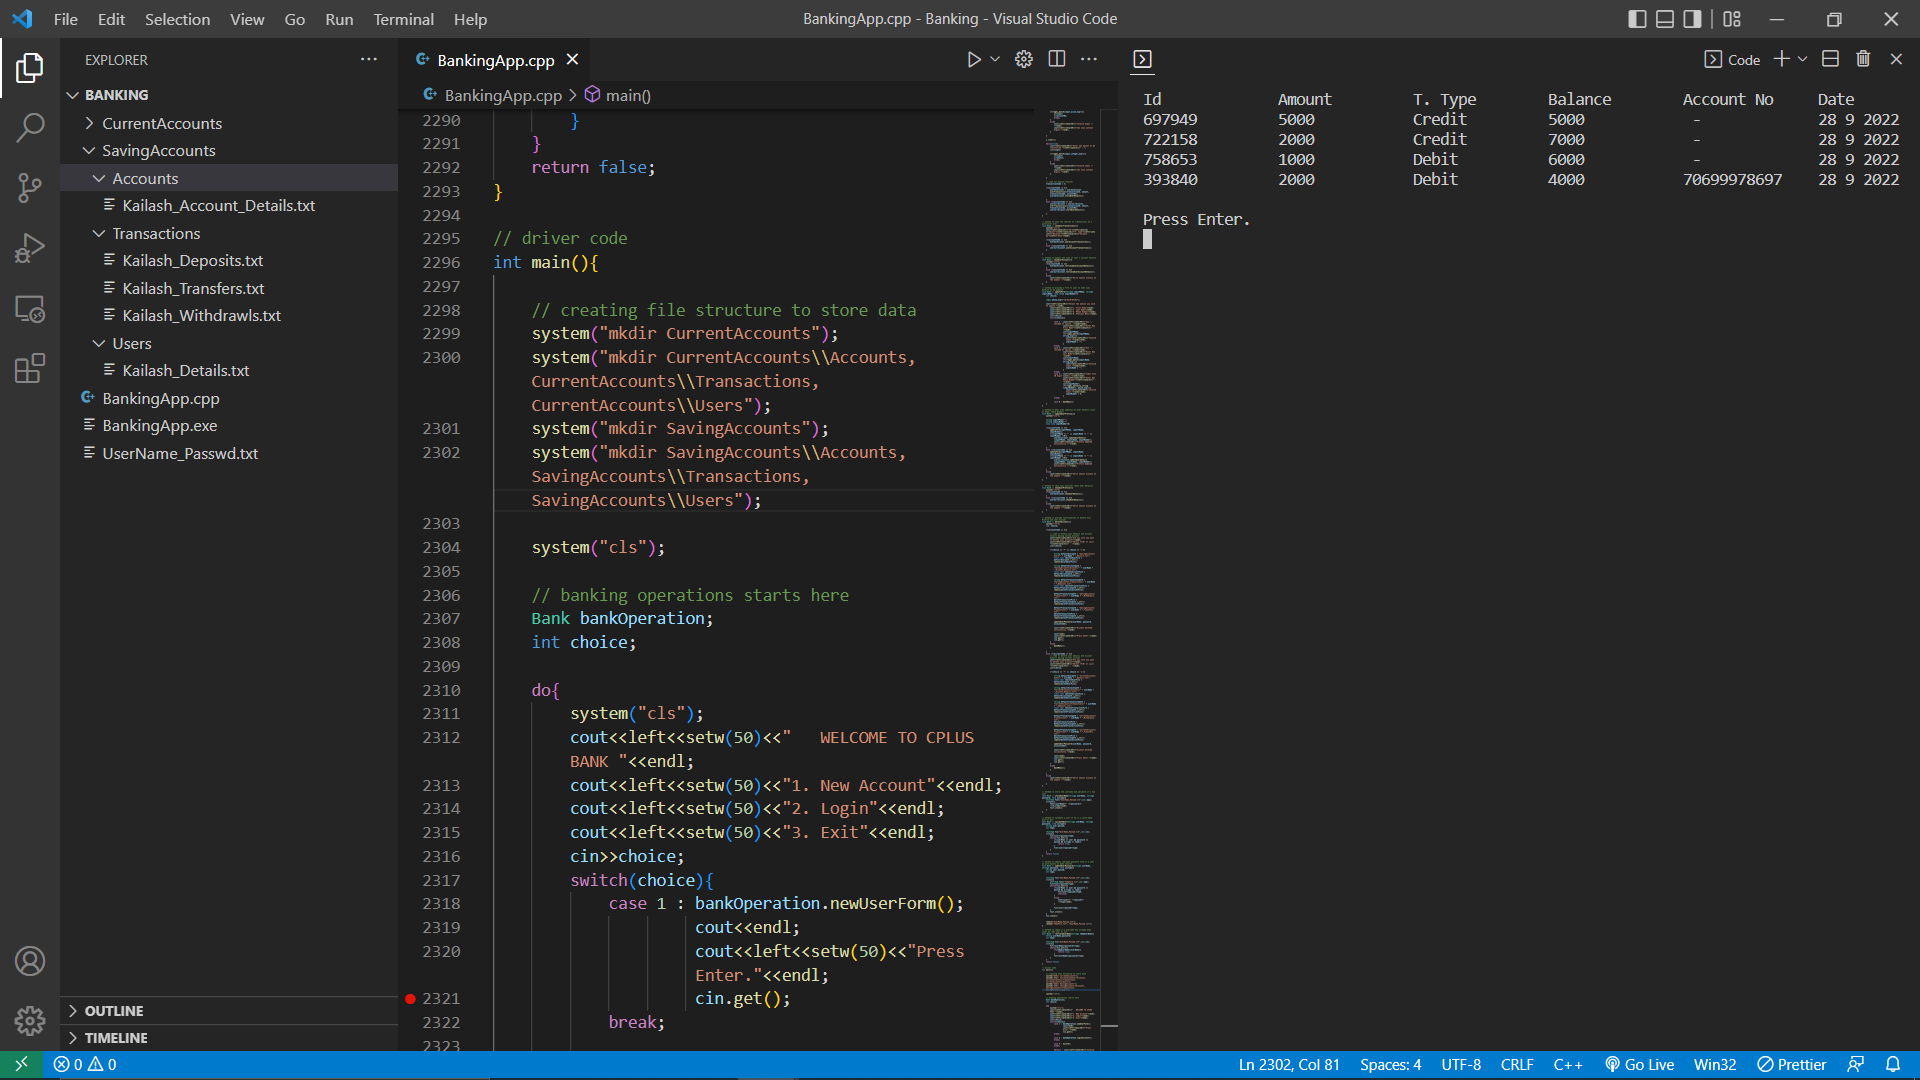 File Edit Selection View Go Run Terminal Help
BankingApp.cpp - Banking - Visual Studio Code
EXPLORER
BANKING
CurrentAccounts
SavingAccounts
Accounts
Kailash_Account_Details.txt
Transactions
Kailash_Deposits.txt
Kailash_Transfers.txt
Kailash_Withdrawls.txt
Users
Kailash_Details.txt
BankingApp.cpp
BankingApp.exe
UserName_Passwd.txt
OUTLINE
TIMELINE
BankingApp.cpp
BankingApp.cpp > main()
2290 }
2291 }
2292 return false;
2293 }
2294
2295 // driver code
2296 int main(){
2297
2298 // creating file structure to store data
2299 system("mkdir CurrentAccounts");
2300 system("mkdir CurrentAccounts\\Accounts,
CurrentAccounts\\Transactions,
CurrentAccounts\\Users");
2301 system("mkdir SavingAccounts");
2302 system("mkdir SavingAccounts\\Accounts,
SavingAccounts\\Transactions,
SavingAccounts\\Users");
2303
2304 system("cls");
2305
2306 // banking operations starts here
2307 Bank bankOperation;
2308 int choice;
2309
2310 do{
2311 system("cls");
2312 cout<<left<<setw(50)<<"   WELCOME TO CPLUS
BANK "<<endl;
2313 cout<<left<<setw(50)<<"1. New Account"<<endl;
2314 cout<<left<<setw(50)<<"2. Login"<<endl;
2315 cout<<left<<setw(50)<<"3. Exit"<<endl;
2316 cin>>choice;
2317 switch(choice){
2318 case 1 : bankOperation.newUserForm();
2319 cout<<endl;
2320 cout<<left<<setw(50)<<"Press
Enter."<<endl;
2321 cin.get();
2322 break;
2323
Code
Id Amount T. Type Balance Account No Date
697949 5000 Credit 5000 - 28 9 2022
722158 2000 Credit 7000 - 28 9 2022
758653 1000 Debit 6000 - 28 9 2022
393840 2000 Debit 4000 70699978697 28 9 2022
Press Enter.
0 0
Ln 2302, Col 81 Spaces: 4 UTF-8 CRLF C++ Go Live Win32 Prettier